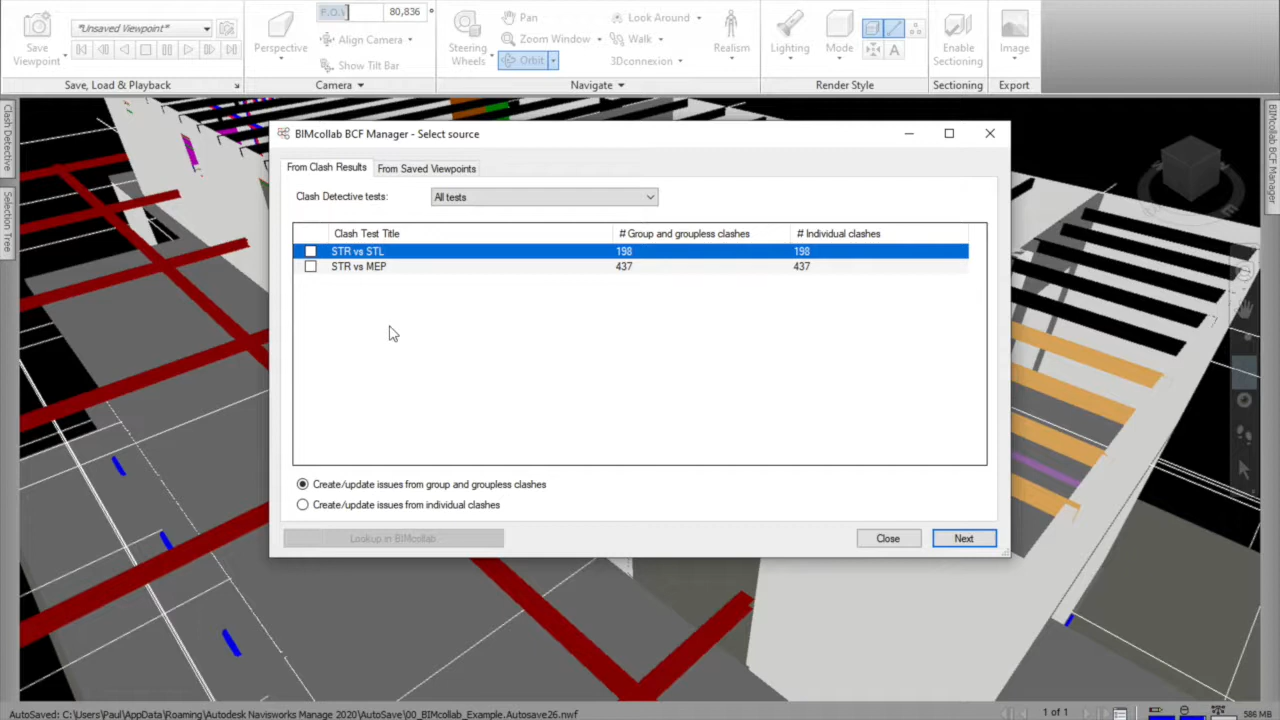 *Unsaved Viewpoint*
F.O.V
80,836
°
Pan
Look Around
Align Camera
Zoom Window
Walk
Save Viewpoint
Perspective
Show Tilt Bar
Steering Wheels
Orbit
3Dconnexion
Realism
Lighting
Mode
A
Enable Sectioning
Image
Save, Load & Playback
Camera
Navigate
Render Style
Sectioning
Export
Clash Detective
Selection Tree
BIMcollab BCF Manager
BIMcollab BCF Manager - Select source
From Clash Results
From Saved Viewpoints
Clash Detective tests:
All tests
Clash Test Title
# Group and groupless clashes
# Individual clashes
STR vs STL
198
198
STR vs MEP
437
437
Create/update issues from group and groupless clashes
Create/update issues from individual clashes
Lookup in BIMcollab
Close
Next
AutoSaved: C:\Users\Paul\AppData\Roaming\Autodesk Navisworks Manage 2020\AutoSave\00_BIMcollab_Example.Autosave26.nwf
1 of 1
586 MB